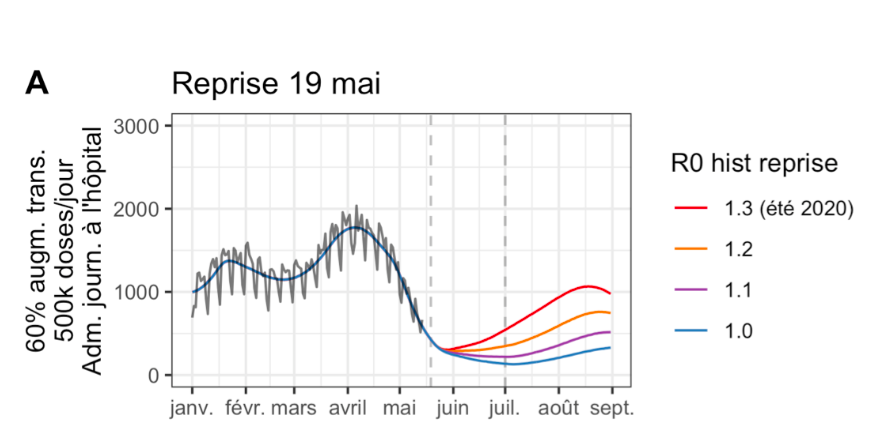 A
Reprise 19 mai
60% augm. trans.
500k doses/jour
Adm. journ. à l'hôpital
3000
2000
1000
0
janv. févr. mars avril mai juin juil. août sept.
R0 hist reprise
1.3 (été 2020)
1.2
1.1
1.0